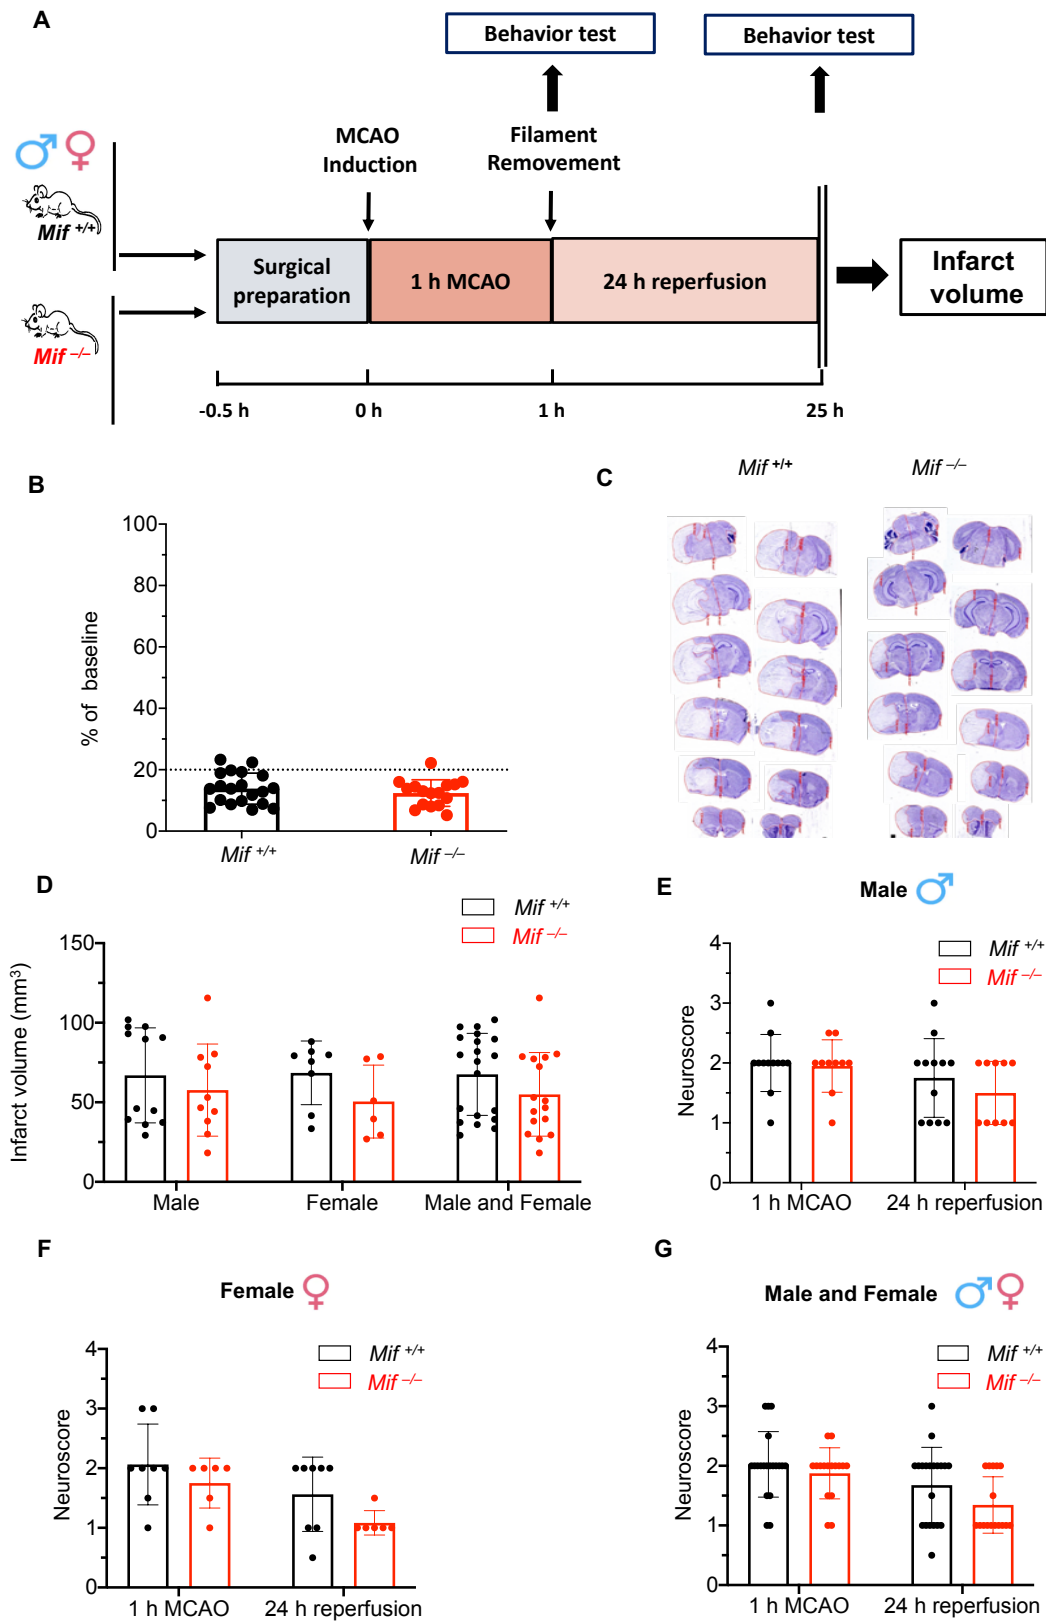 A
Behavior test
Behavior test
MCAO
Induction
Filament
Removement
Mif +/+
Mif –/–
Surgical
preparation
1 h MCAO
24 h reperfusion
Infarct
volume
-0.5 h
0 h
1 h
25 h
B
% of baseline
100
80
60
40
20
0
Mif +/+
Mif –/–
C
Mif +/+
Mif –/–
D
Mif +/+
Mif –/–
Infarct volume (mm³)
150
100
50
0
Male
Female
Male and Female
E
Male
Mif +/+
Mif –/–
Neuroscore
4
3
2
1
0
1 h MCAO
24 h reperfusion
F
Female
Mif +/+
Mif –/–
Neuroscore
4
3
2
1
0
1 h MCAO
24 h reperfusion
G
Male and Female
Mif +/+
Mif –/–
Neuroscore
4
3
2
1
0
1 h MCAO
24 h reperfusion